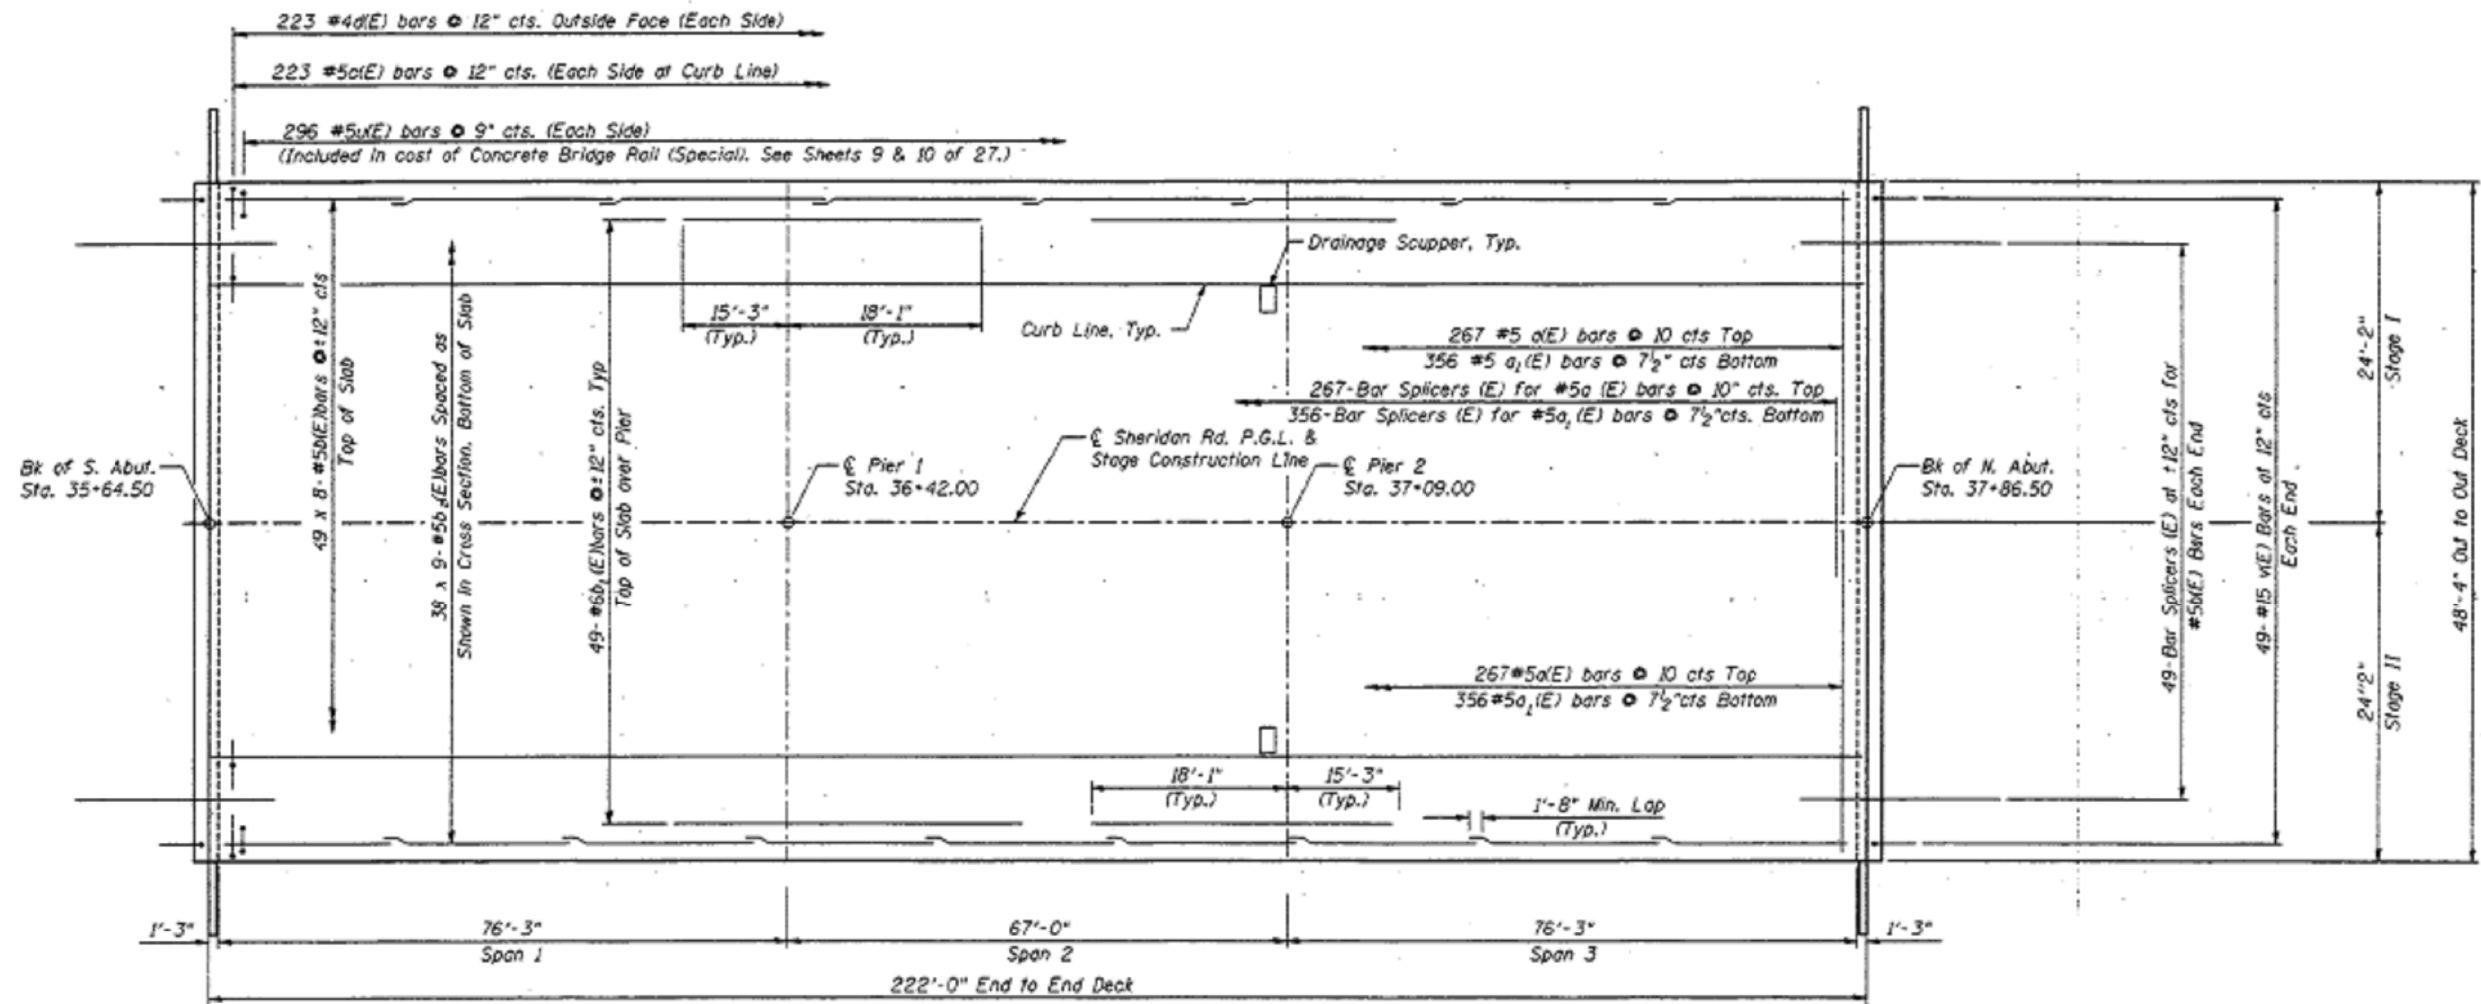 223 #4d(E) bars @ 12" cts. Outside Face (Each Side)
223 #5c(E) bars @ 12" cts. (Each Side at Curb Line)
296 #5u(E) bars @ 9" cts. (Each Side)
(Included in cost of Concrete Bridge Rail (Special). See Sheets 9 & 10 of 27.)
49 x 8- #5b(E)bars @±12" cts
Top of Slab
38 x 9- #5b₂(E)bars Spaced as
Shown in Cross Section. Bottom of Slab
49- #6b₁(E)bars @±12" cts. Typ
Top of Slab over Pier
15'-3"
(Typ.)
18'-1"
(Typ.)
Drainage Scupper, Typ.
Curb Line, Typ.
267 #5 a(E) bars @ 10 cts Top
356 #5 a₁(E) bars @ 7½" cts Bottom
267-Bar Splicers (E) for #5a (E) bars @ 10" cts. Top
356-Bar Splicers (E) for #5a₁ (E) bars @ 7½"cts. Bottom
℄ Sheridan Rd. P.G.L. &
Stage Construction Line
Bk of S. Abut.
Sta. 35+64.50
℄ Pier 1
Sta. 36+42.00
℄ Pier 2
Sta. 37+09.00
Bk of N. Abut.
Sta. 37+86.50
267#5a(E) bars @ 10 cts Top
356#5a₁(E) bars @ 7½"cts Bottom
18'-1"
(Typ.)
15'-3"
(Typ.)
1'-8" Min. Lap
(Typ.)
49-Bar Splicers (E) at ±12" cts for
#5b(E) Bars Each End
49- #15 v(E) Bars at 12" cts
Each End
24'-2"
Stage I
24'2"
Stage II
48'-4" Out to Out Deck
1'-3"
76'-3"
Span 1
67'-0"
Span 2
76'-3"
Span 3
1'-3"
222'-0" End to End Deck